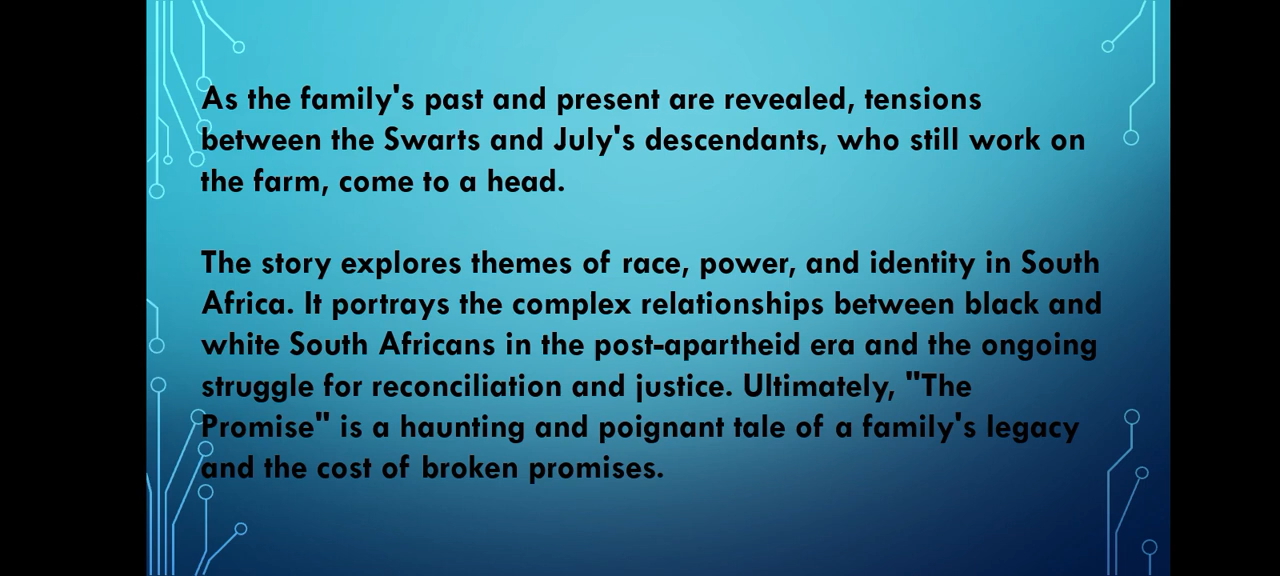 As the family's past and present are revealed, tensions
between the Swarts and July's descendants, who still work on
the farm, come to a head.
The story explores themes of race, power, and identity in South
Africa. It portrays the complex relationships between black and
white South Africans in the post-apartheid era and the ongoing
struggle for reconciliation and justice. Ultimately, "The
Promise" is a haunting and poignant tale of a family's legacy
and the cost of broken promises.